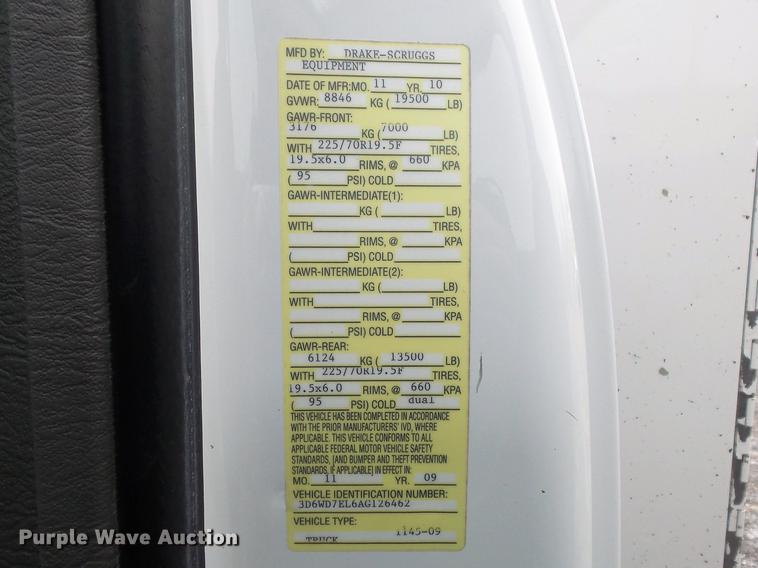 MFD BY: DRAKE-SCRUGGS
EQUIPMENT
DATE OF MFR:MO. 11 YR. 10
GVWR: 8846 KG ( 19500 LB)
GAWR-FRONT:
3176 KG ( 7000 LB)
WITH 225/70R19.5F TIRES,
19.5x6.0 RIMS, @ 660 KPA
( 95 PSI) COLD
GAWR-INTERMEDIATE(1):
KG ( LB)
WITH TIRES,
RIMS, @ KPA
( PSI) COLD
GAWR-INTERMEDIATE(2):
KG ( LB)
WITH TIRES,
RIMS, @ KPA
( PSI) COLD
GAWR-REAR:
6124 KG ( 13500 LB)
WITH 225/70R19.5F TIRES,
19.5x6.0 RIMS, @ 660 KPA
( 95 PSI) COLD dual
THIS VEHICLE HAS BEEN COMPLETED IN ACCORDANCE
WITH THE PRIOR MANUFACTURERS' IVD, WHERE
APPLICABLE. THIS VEHICLE CONFORMS TO ALL
APPLICABLE FEDERAL MOTOR VEHICLE SAFETY
STANDARDS, [AND BUMPER AND THEFT PREVENTION
STANDARDS, IF APPLICABLE] IN EFFECT IN:
MO. 11 YR. 09
VEHICLE IDENTIFICATION NUMBER:
3D6WD7EL6AG126462
VEHICLE TYPE:
TRUCK 1145-09
Purple Wave Auction